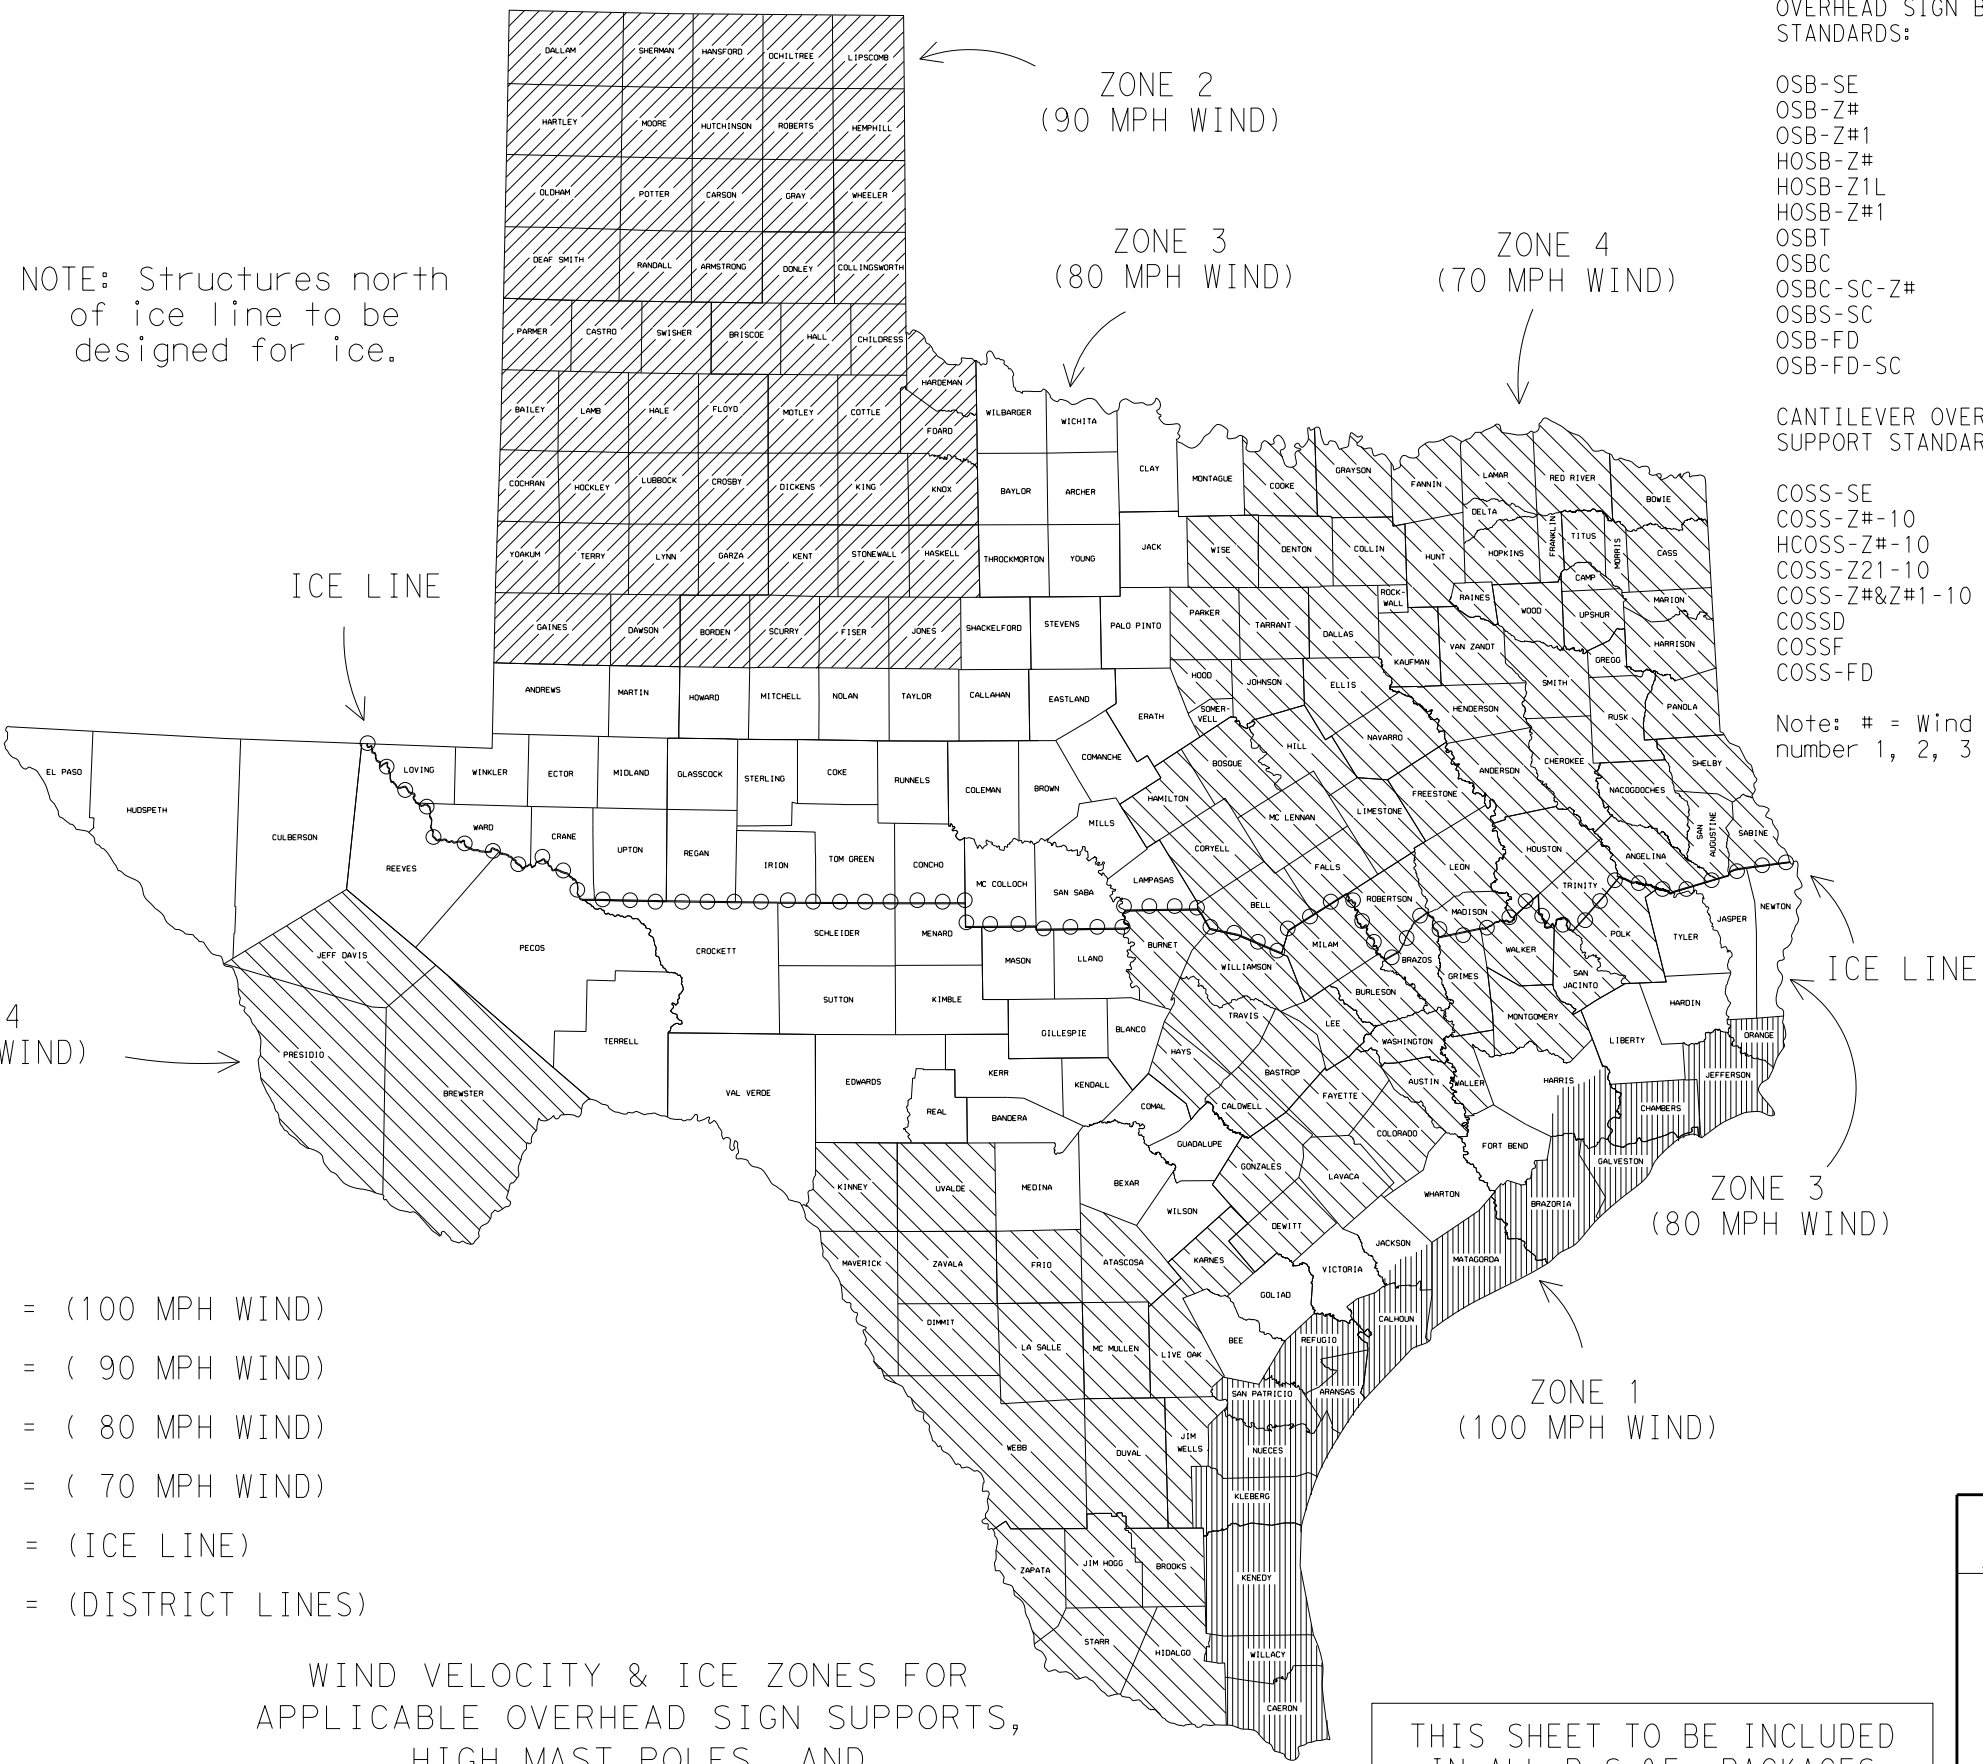 OVERHEAD SIGN B
STANDARDS:
OSB-SE
OSB-Z#
OSB-Z#1
HOSB-Z#
HOSB-Z1L
HOSB-Z#1
OSBT
OSBC
OSBC-SC-Z#
OSBS-SC
OSB-FD
OSB-FD-SC
CANTILEVER OVER
SUPPORT STANDAR
COSS-SE
COSS-Z#-10
HCOSS-Z#-10
COSS-Z21-10
COSS-Z#&Z#1-10
COSSD
COSSF
COSS-FD
Note: # = Wind
number 1, 2, 3
ZONE 2
(90 MPH WIND)
ZONE 3
(80 MPH WIND)
ZONE 4
(70 MPH WIND)
NOTE: Structures north
of ice line to be
designed for ice.
ICE LINE
DALLAM SHERMAN HANSFORD OCHILTREE LIPSCOMB
HARTLEY MOORE HUTCHINSON ROBERTS HEMPHILL
OLDHAM POTTER CARSON GRAY WHEELER
DEAF SMITH RANDALL ARMSTRONG DONLEY COLLINGSWORTH
PARMER CASTRO SWISHER BRISCOE HALL CHILDRESS
HARDEMAN
BAILEY LAMB HALE FLOYD MOTLEY COTTLE
FOARD WILBARGER WICHITA
COCHRAN HOCKLEY LUBBOCK CROSBY DICKENS KING KNOX BAYLOR ARCHER CLAY MONTAGUE COOKE GRAYSON FANNIN LAMAR RED RIVER BOWIE
DELTA
YOAKUM TERRY LYNN GARZA KENT STONEWALL HASKELL THROCKMORTON YOUNG JACK WISE DENTON COLLIN HUNT HOPKINS FRANKLIN TITUS MORRIS CASS
CAMP
GAINES DAWSON BORDEN SCURRY FISER JONES SHACKELFORD STEVENS PALO PINTO PARKER TARRANT DALLAS
ROCK-
WALL
RAINES WOOD UPSHUR MARION
KAUFMAN VAN ZANDT GREGG HARRISON
ANDREWS MARTIN HOWARD MITCHELL NOLAN TAYLOR CALLAHAN EASTLAND ERATH HOOD JOHNSON ELLIS HENDERSON SMITH RUSK PANOLA
SOMER-
VELL
EL PASO HUDSPETH CULBERSON LOVING WINKLER ECTOR MIDLAND GLASSCOCK STERLING COKE RUNNELS COLEMAN BROWN COMANCHE BOSQUE HILL NAVARRO ANDERSON CHEROKEE SHELBY
HAMILTON MC LENNAN LIMESTONE FREESTONE NACOGDOCHES
SAN
AUGUSTINE
SABINE
REEVES WARD CRANE UPTON REGAN IRION TOM GREEN CONCHO MC COLLOCH SAN SABA MILLS LAMPASAS CORYELL FALLS LEON HOUSTON ANGELINA
BELL ROBERTSON MADISON TRINITY JASPER NEWTON
JEFF DAVIS PECOS CROCKETT SCHLEIDER MENARD MASON LLANO BURNET WILLIAMSON MILAM BRAZOS GRIMES WALKER POLK TYLER
SAN
JACINTO
ICE LINE
SUTTON KIMBLE GILLESPIE BLANCO TRAVIS LEE BURLESON MONTGOMERY HARDIN LIBERTY ORANGE
4
WIND)
PRESIDIO BREWSTER TERRELL VAL VERDE EDWARDS KERR KENDALL HAYS BASTROP WASHINGTON AUSTIN WALLER HARRIS JEFFERSON
REAL BANDERA COMAL CALDWELL FAYETTE CHAMBERS
GUADALUPE COLORADO FORT BEND GALVESTON
KINNEY UVALDE MEDINA BEXAR WILSON GONZALES LAVACA WHARTON BRAZORIA
ZONE 3
(80 MPH WIND)
MAVERICK ZAVALA FRIO ATASCOSA KARNES DEWITT JACKSON MATAGORDA
VICTORIA GOLIAD
DIMMIT LA SALLE MC MULLEN LIVE OAK BEE REFUGIO CALHOUN
SAN PATRICIO ARANSAS
ZONE 1
(100 MPH WIND)
WEBB DUVAL
JIM
WELLS
NUECES
KLEBERG
ZAPATA JIM HOGG BROOKS KENEDY
STARR HIDALGO WILLACY
CAERON
= (100 MPH WIND)
= ( 90 MPH WIND)
= ( 80 MPH WIND)
= ( 70 MPH WIND)
= (ICE LINE)
= (DISTRICT LINES)
WIND VELOCITY & ICE ZONES FOR
APPLICABLE OVERHEAD SIGN SUPPORTS,
HIGH MAST POLES, AND
THIS SHEET TO BE INCLUDED
IN ALL P.S.&E. PACKAGES